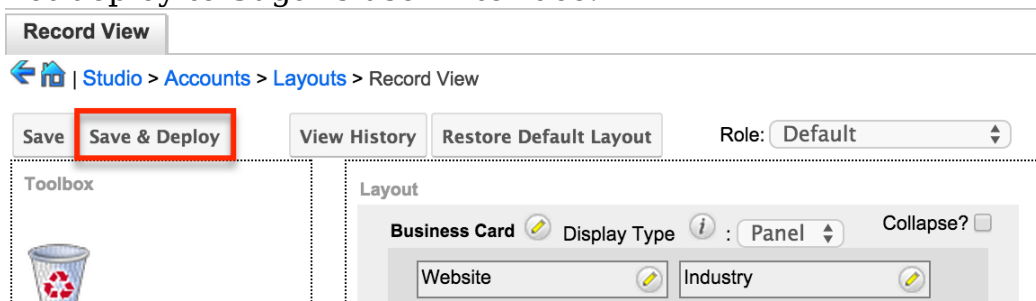 Record View
| Studio > Accounts > Layouts > Record View
Save Save & Deploy View History Restore Default Layout Role: Default
Toolbox
Layout
Business Card Display Type i : Panel Collapse?
Website Industry